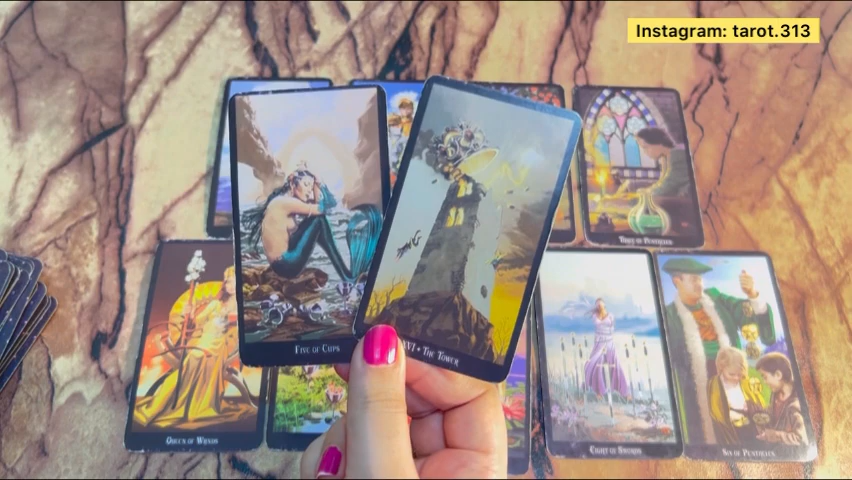 Instagram: tarot.313
Three of Pentacles
Five of Cups
XVI • The Tower
Queen of Wands
Eight of Swords
Six of Pentacles